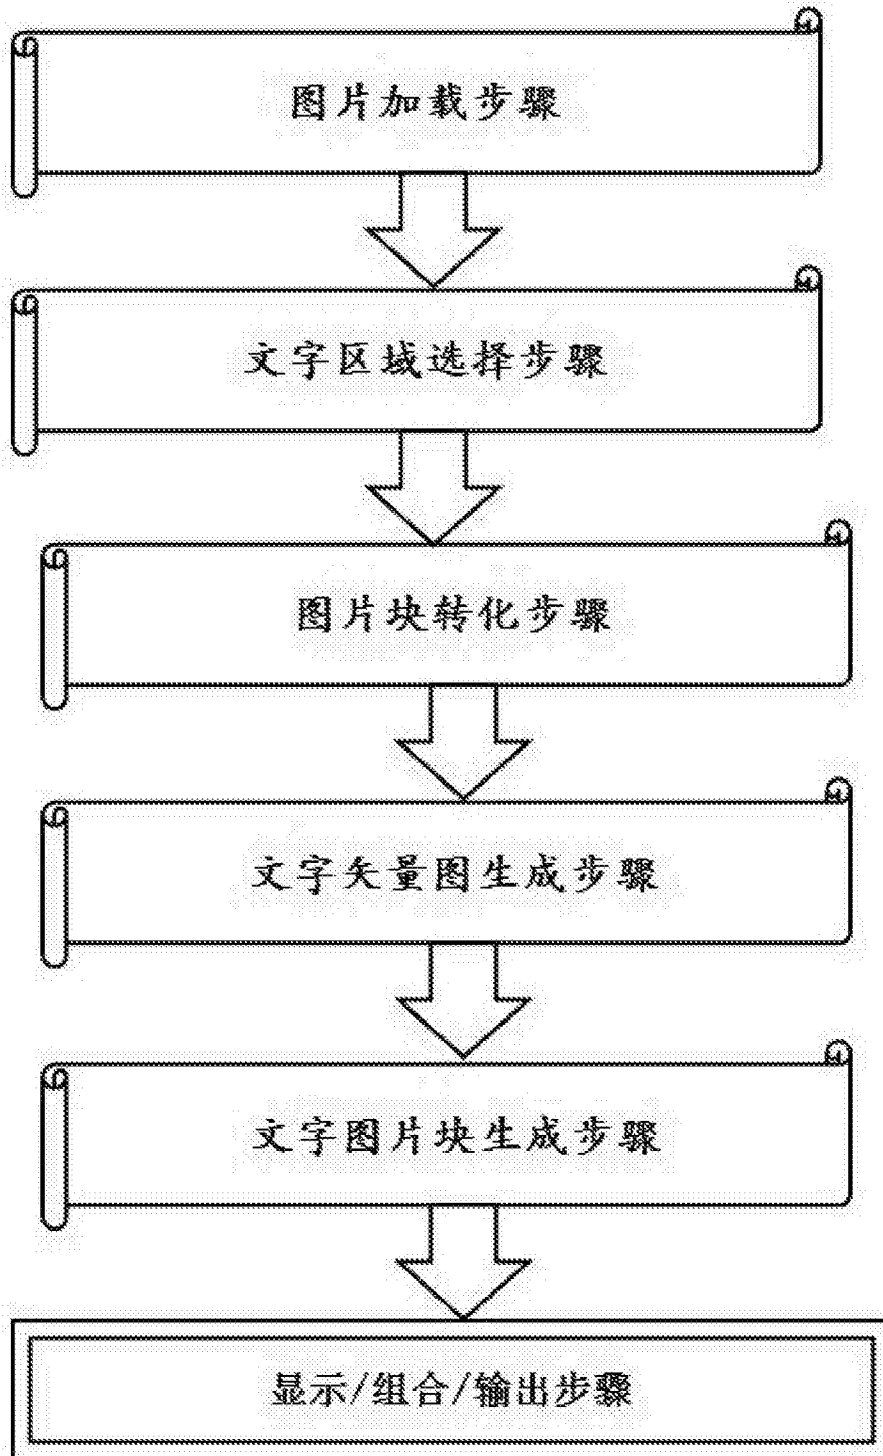 图片加载步骤
文字区域选择步骤
图片块转化步骤
文字矢量图生成步骤
文字图片块生成步骤
显示/组合/输出步骤